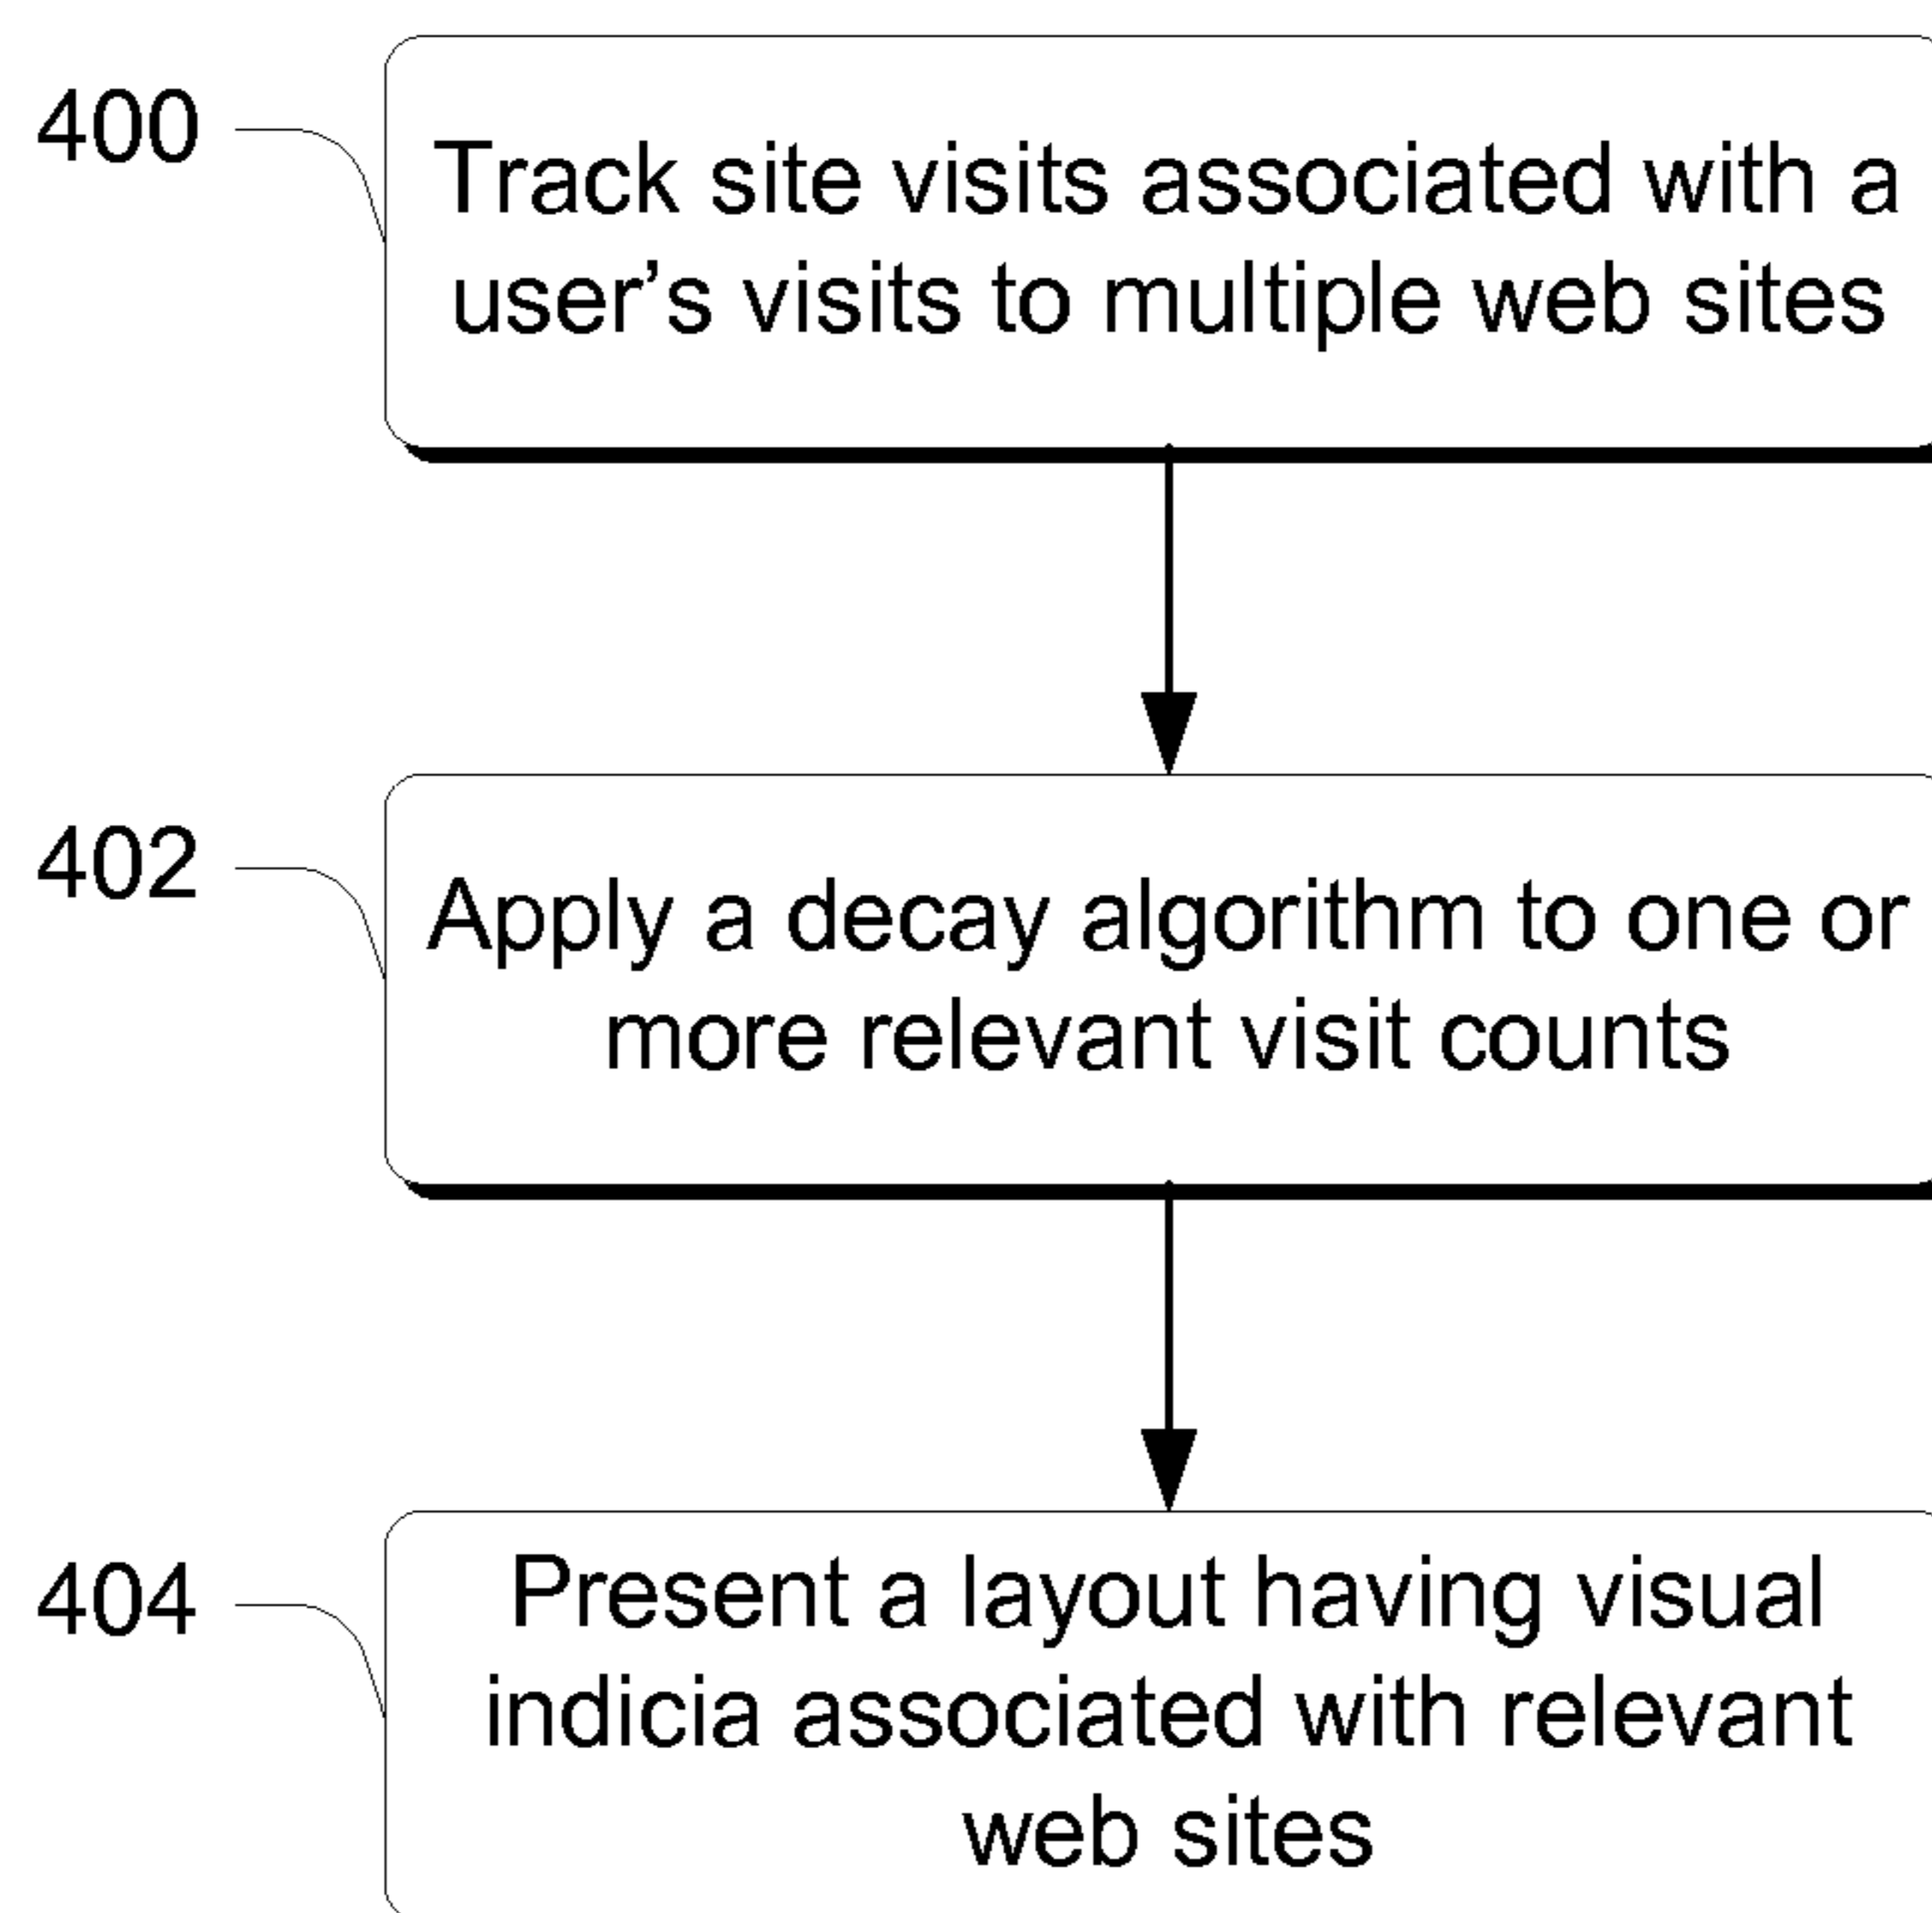 400
Track site visits associated with a
user’s visits to multiple web sites
402
Apply a decay algorithm to one or
more relevant visit counts
404
Present a layout having visual
indicia associated with relevant
web sites